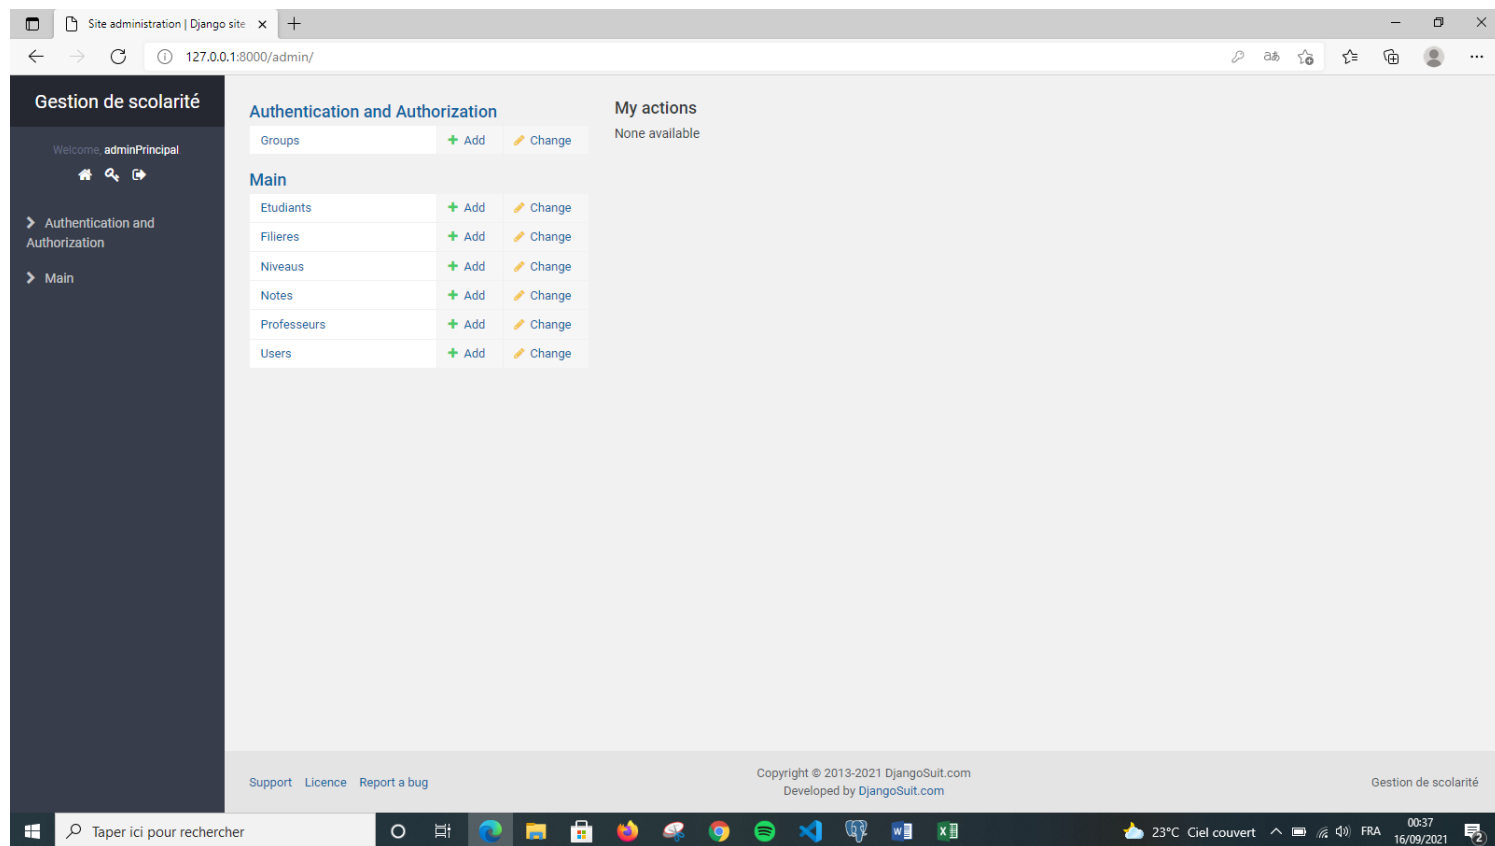 Site administration | Django site
127.0.0.1:8000/admin/
aあ
Gestion de scolarité
Welcome, adminPrincipal
Authentication and
Authorization
Main
Authentication and Authorization
Groups Add Change
Main
Etudiants Add Change
Filieres Add Change
Niveaus Add Change
Notes Add Change
Professeurs Add Change
Users Add Change
My actions
None available
Support Licence Report a bug
Copyright © 2013-2021 DjangoSuit.com
Developed by DjangoSuit.com
Gestion de scolarité
Taper ici pour rechercher
23°C Ciel couvert
FRA
00:37
16/09/2021
2